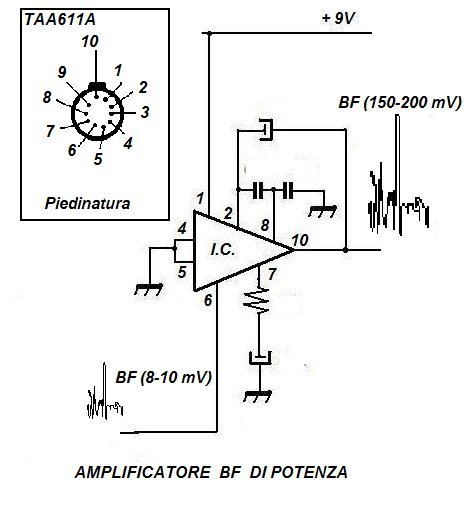 TAA611A
10
9
1
8
2
7
3
6
4
5
Piedinatura
+ 9V
BF (150-200 mV)
1
2
8
4
10
I.C.
5
7
6
BF (8-10 mV)
AMPLIFICATORE BF DI POTENZA